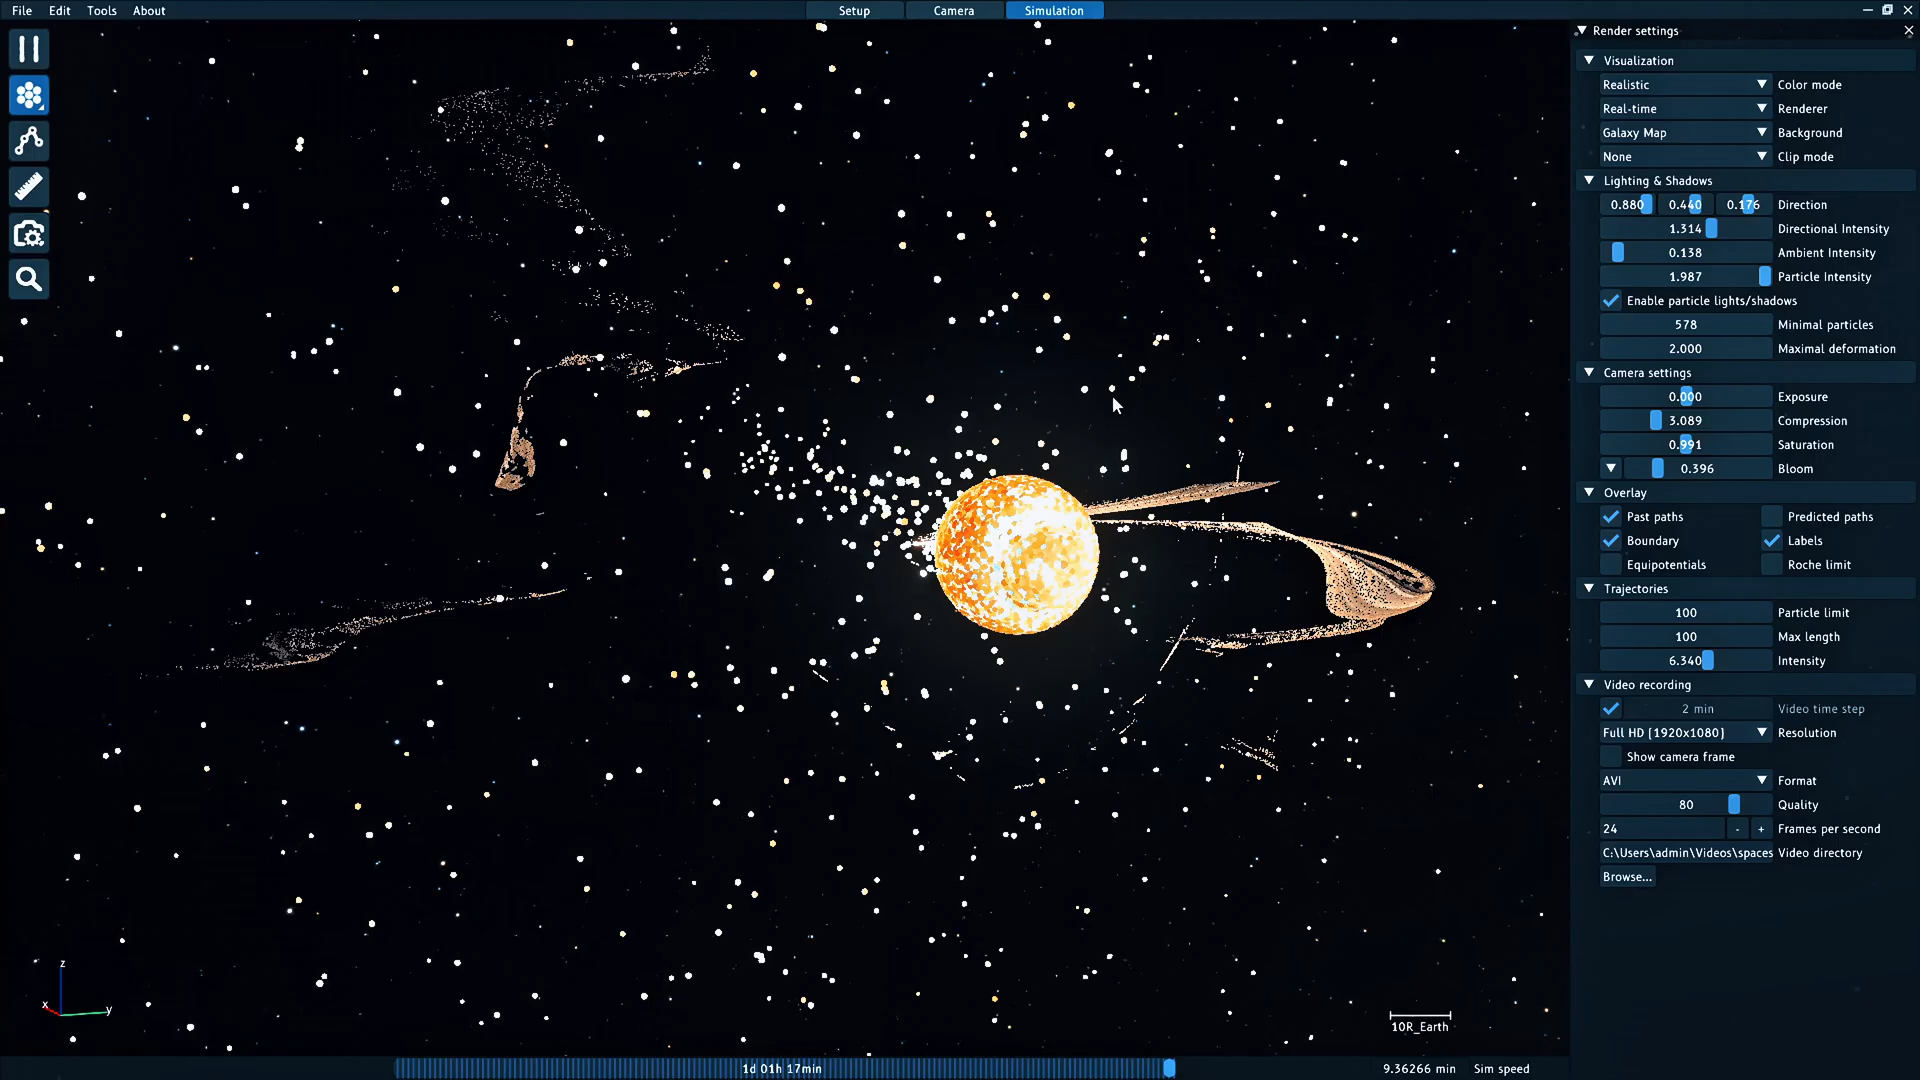 File Edit Tools About
Setup Camera Simulation
Render settings
Visualization
Realistic Color mode
Real-time Renderer
Galaxy Map Background
None Clip mode
Lighting & Shadows
0.880 0.440 0.176 Direction
1.314 Directional Intensity
0.138 Ambient Intensity
1.987 Particle Intensity
Enable particle lights/shadows
578 Minimal particles
2.000 Maximal deformation
Camera settings
0.000 Exposure
3.089 Compression
0.991 Saturation
0.396 Bloom
Overlay
Past paths Predicted paths
Boundary Labels
Equipotentials Roche limit
Trajectories
100 Particle limit
100 Max length
6.340 Intensity
Video recording
2 min Video time step
Full HD [1920x1080] Resolution
Show camera frame
AVI Format
80 Quality
24 - + Frames per second
C:\Users\admin\Videos\spaces Video directory
Browse...
z
x
y
10R_Earth
1d 01h 17min
9.36266 min Sim speed